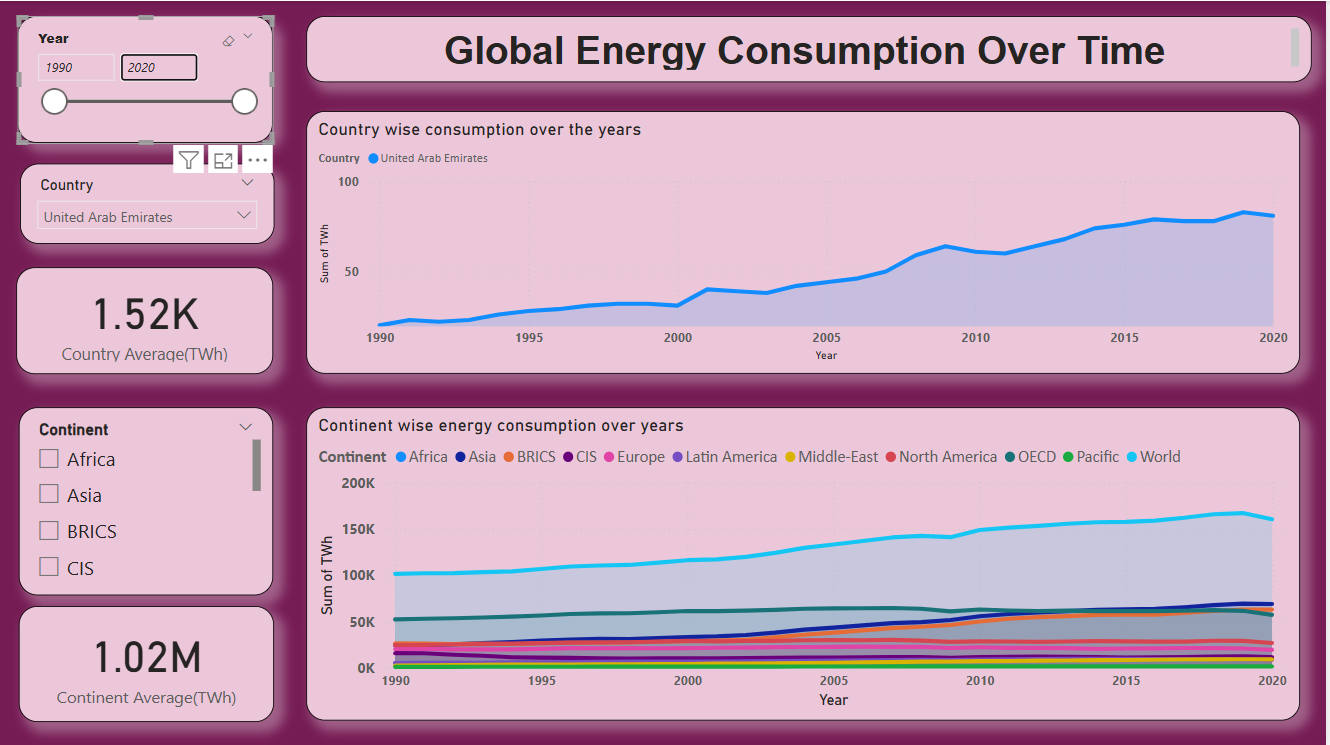 Year
1990 2020
Global Energy Consumption Over Time
Country
United Arab Emirates
1.52K
Country Average(TWh)
Country wise consumption over the years
Country United Arab Emirates
100
50
Sum of TWh
1990 1995 2000 2005 2010 2015 2020
Year
Continent
Africa
Asia
BRICS
CIS
1.02M
Continent Average(TWh)
Continent wise energy consumption over years
Continent Africa Asia BRICS CIS Europe Latin America Middle-East North America OECD Pacific World
200K
150K
100K
50K
0K
Sum of TWh
1990 1995 2000 2005 2010 2015 2020
Year